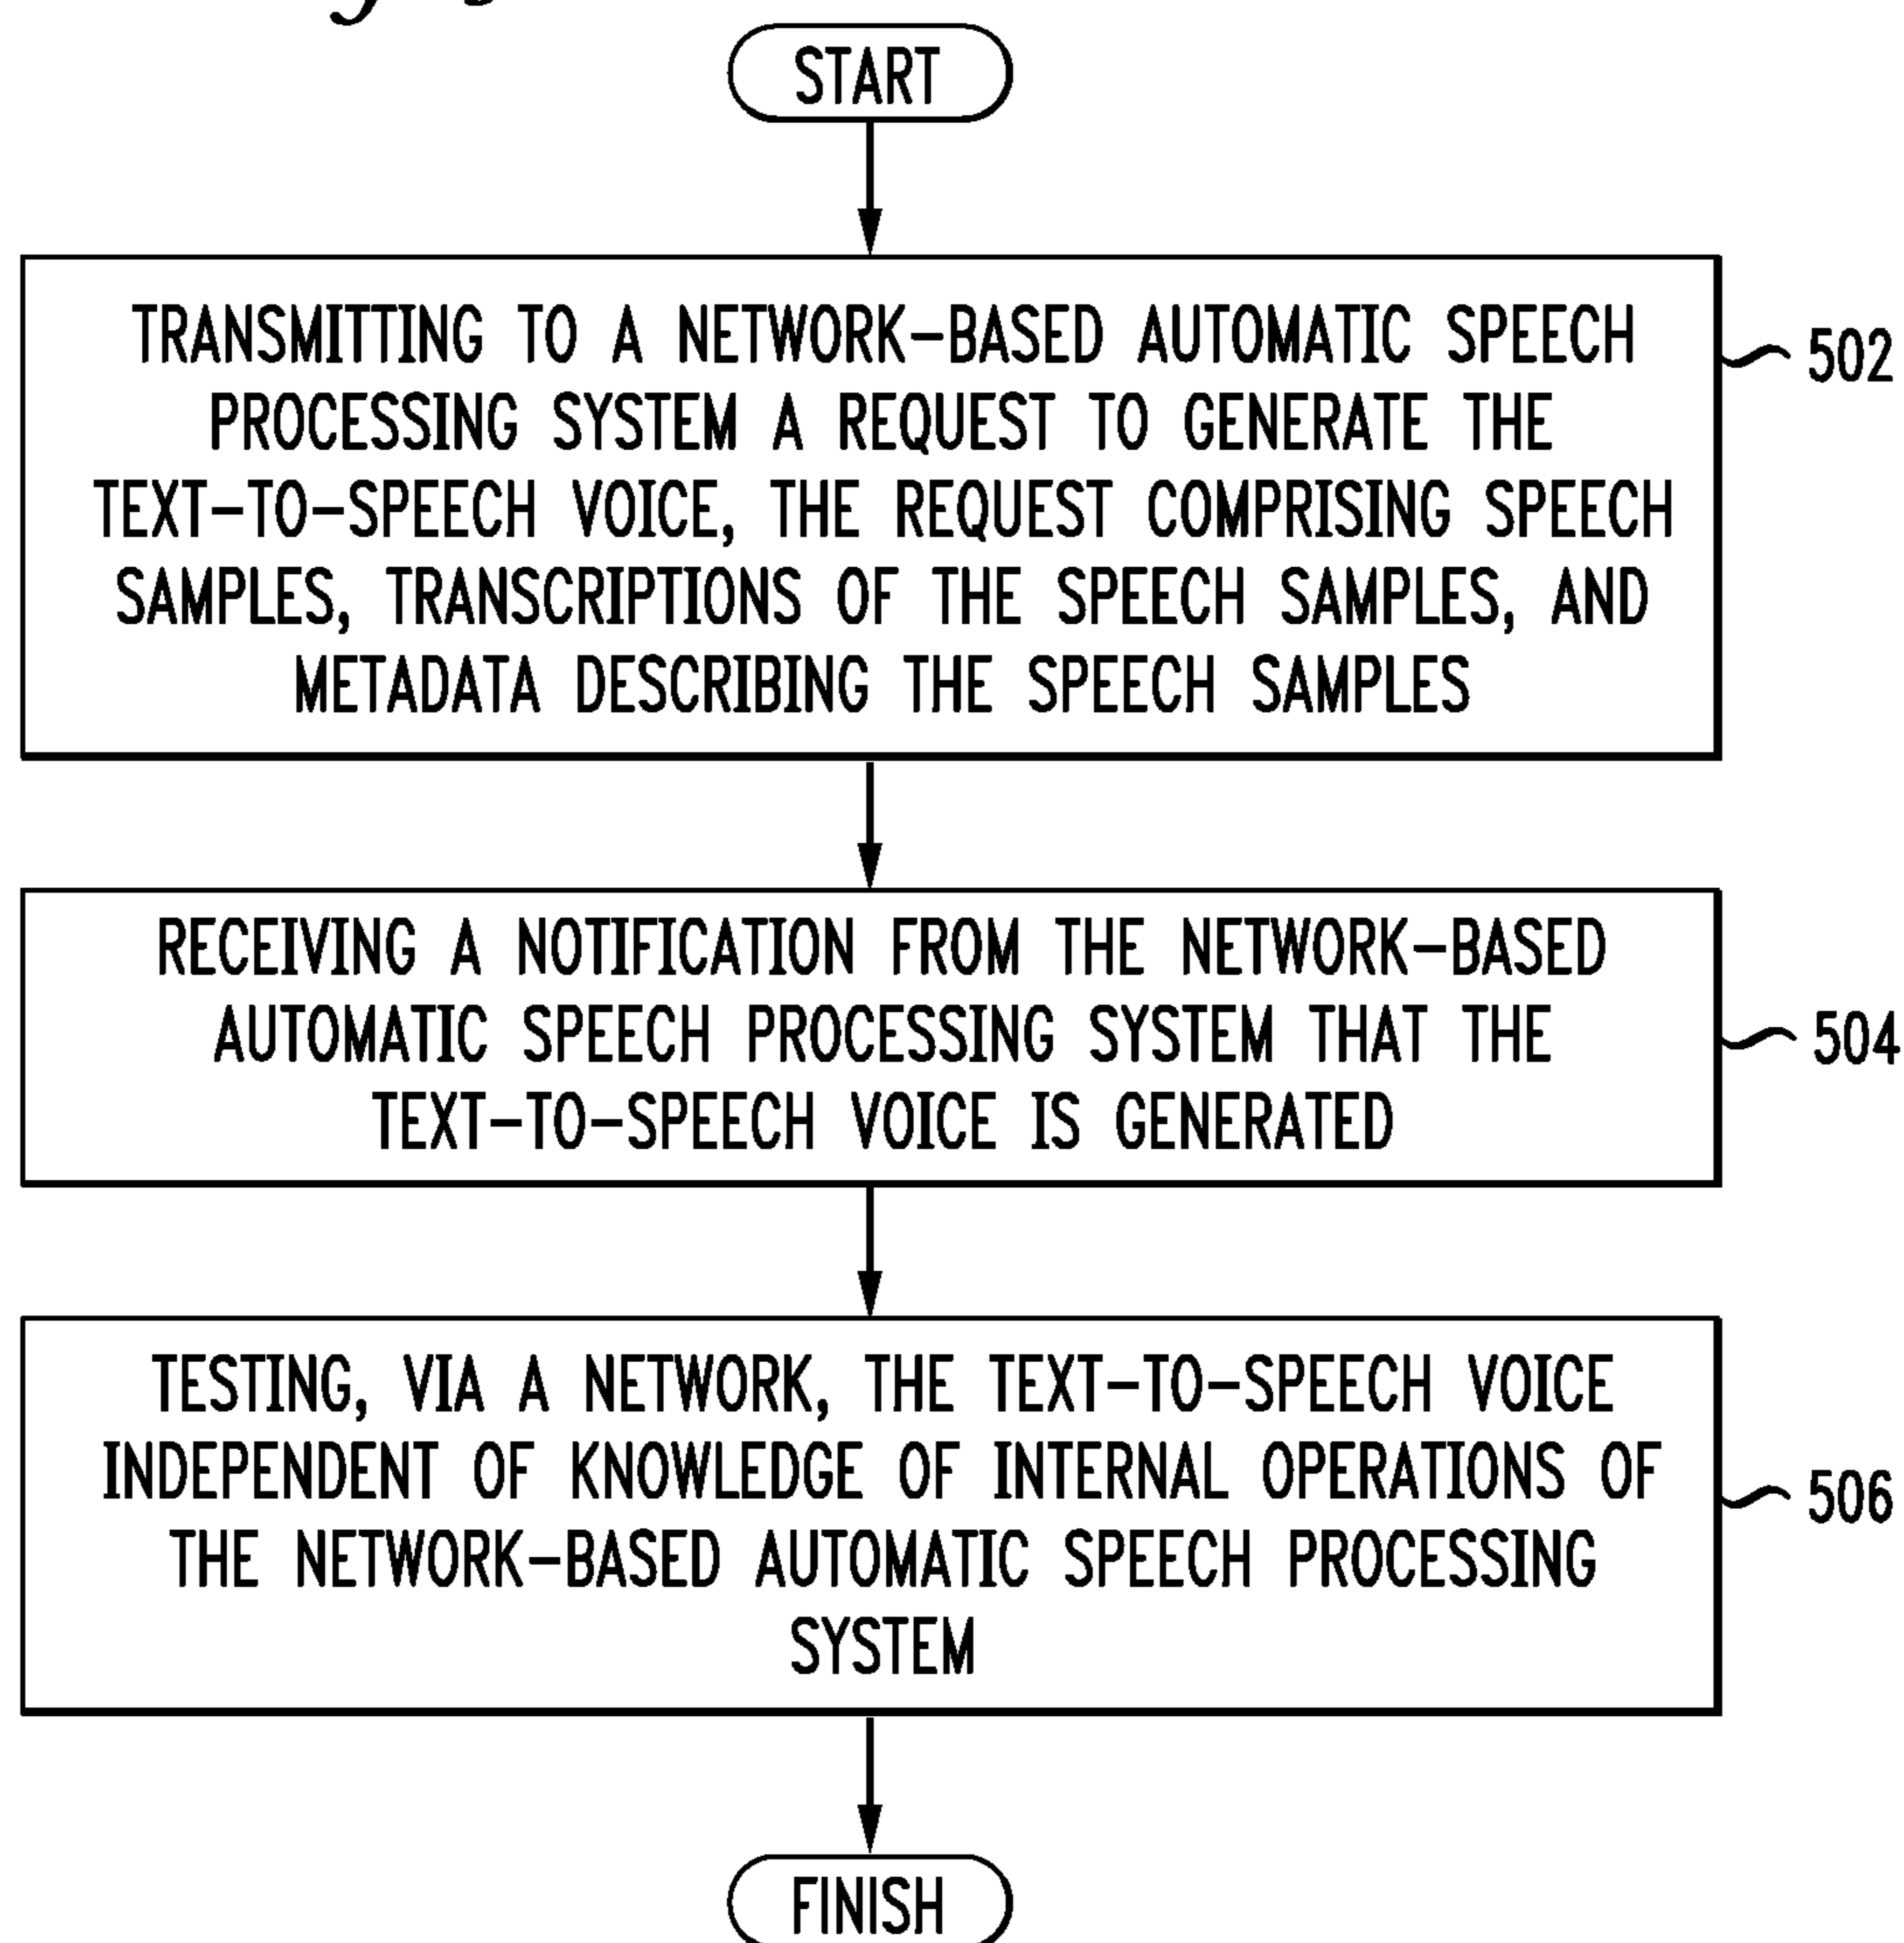 START
TRANSMITTING TO A NETWORK-BASED AUTOMATIC SPEECH
PROCESSING SYSTEM A REQUEST TO GENERATE THE
TEXT-TO-SPEECH VOICE, THE REQUEST COMPRISING SPEECH
SAMPLES, TRANSCRIPTIONS OF THE SPEECH SAMPLES, AND
METADATA DESCRIBING THE SPEECH SAMPLES
502
RECEIVING A NOTIFICATION FROM THE NETWORK-BASED
AUTOMATIC SPEECH PROCESSING SYSTEM THAT THE
TEXT-TO-SPEECH VOICE IS GENERATED
504
TESTING, VIA A NETWORK, THE TEXT-TO-SPEECH VOICE
INDEPENDENT OF KNOWLEDGE OF INTERNAL OPERATIONS OF
THE NETWORK-BASED AUTOMATIC SPEECH PROCESSING
SYSTEM
506
FINISH